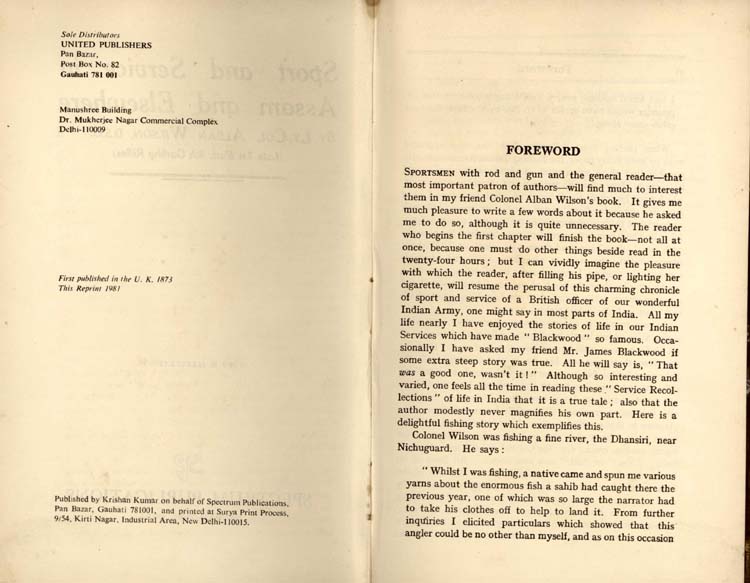 Sole Distributors
UNITED PUBLISHERS
Pan Bazar,
Post Box No. 82
Gauhati 781 001
Manushree Building
Dr. Mukherjee Nagar Commercial Complex
Delhi-110009
First published in the U. K. 1873
This Reprint 1981
Published by Krishan Kumar on behalf of Spectrum Publications,
Pan Bazar, Gauhati 781001, and printed at Surya Print Process,
9/54, Kirti Nagar, Industrial Area, New Delhi-110015.
FOREWORD
SPORTSMEN with rod and gun and the general reader—that
most important patron of authors—will find much to interest
them in my friend Colonel Alban Wilson's book. It gives me
much pleasure to write a few words about it because he asked
me to do so, although it is quite unnecessary. The reader
who begins the first chapter will finish the book—not all at
once, because one must do other things beside read in the
twenty-four hours; but I can vividly imagine the pleasure
with which the reader, after filling his pipe, or lighting her
cigarette, will resume the perusal of this charming chronicle
of sport and service of a British officer of our wonderful
Indian Army, one might say in most parts of India. All my
life nearly I have enjoyed the stories of life in our Indian
Services which have made "Blackwood" so famous. Occa-
sionally I have asked my friend Mr. James Blackwood if
some extra steep story was true. All he will say is, "That
was a good one, wasn't it!" Although so interesting and
varied, one feels all the time in reading these "Service Recol-
lections" of life in India that it is a true tale; also that the
author modestly never magnifies his own part. Here is a
delightful fishing story which exemplifies this.
Colonel Wilson was fishing a fine river, the Dhansiri, near
Nichuguard. He says:
"Whilst I was fishing, a native came and spun me various
yarns about the enormous fish a sahib had caught there the
previous year, one of which was so large the narrator had
to take his clothes off to help to land it. From further
inquiries I elicited particulars which showed that this
angler could be no other than myself, and as on this occasion